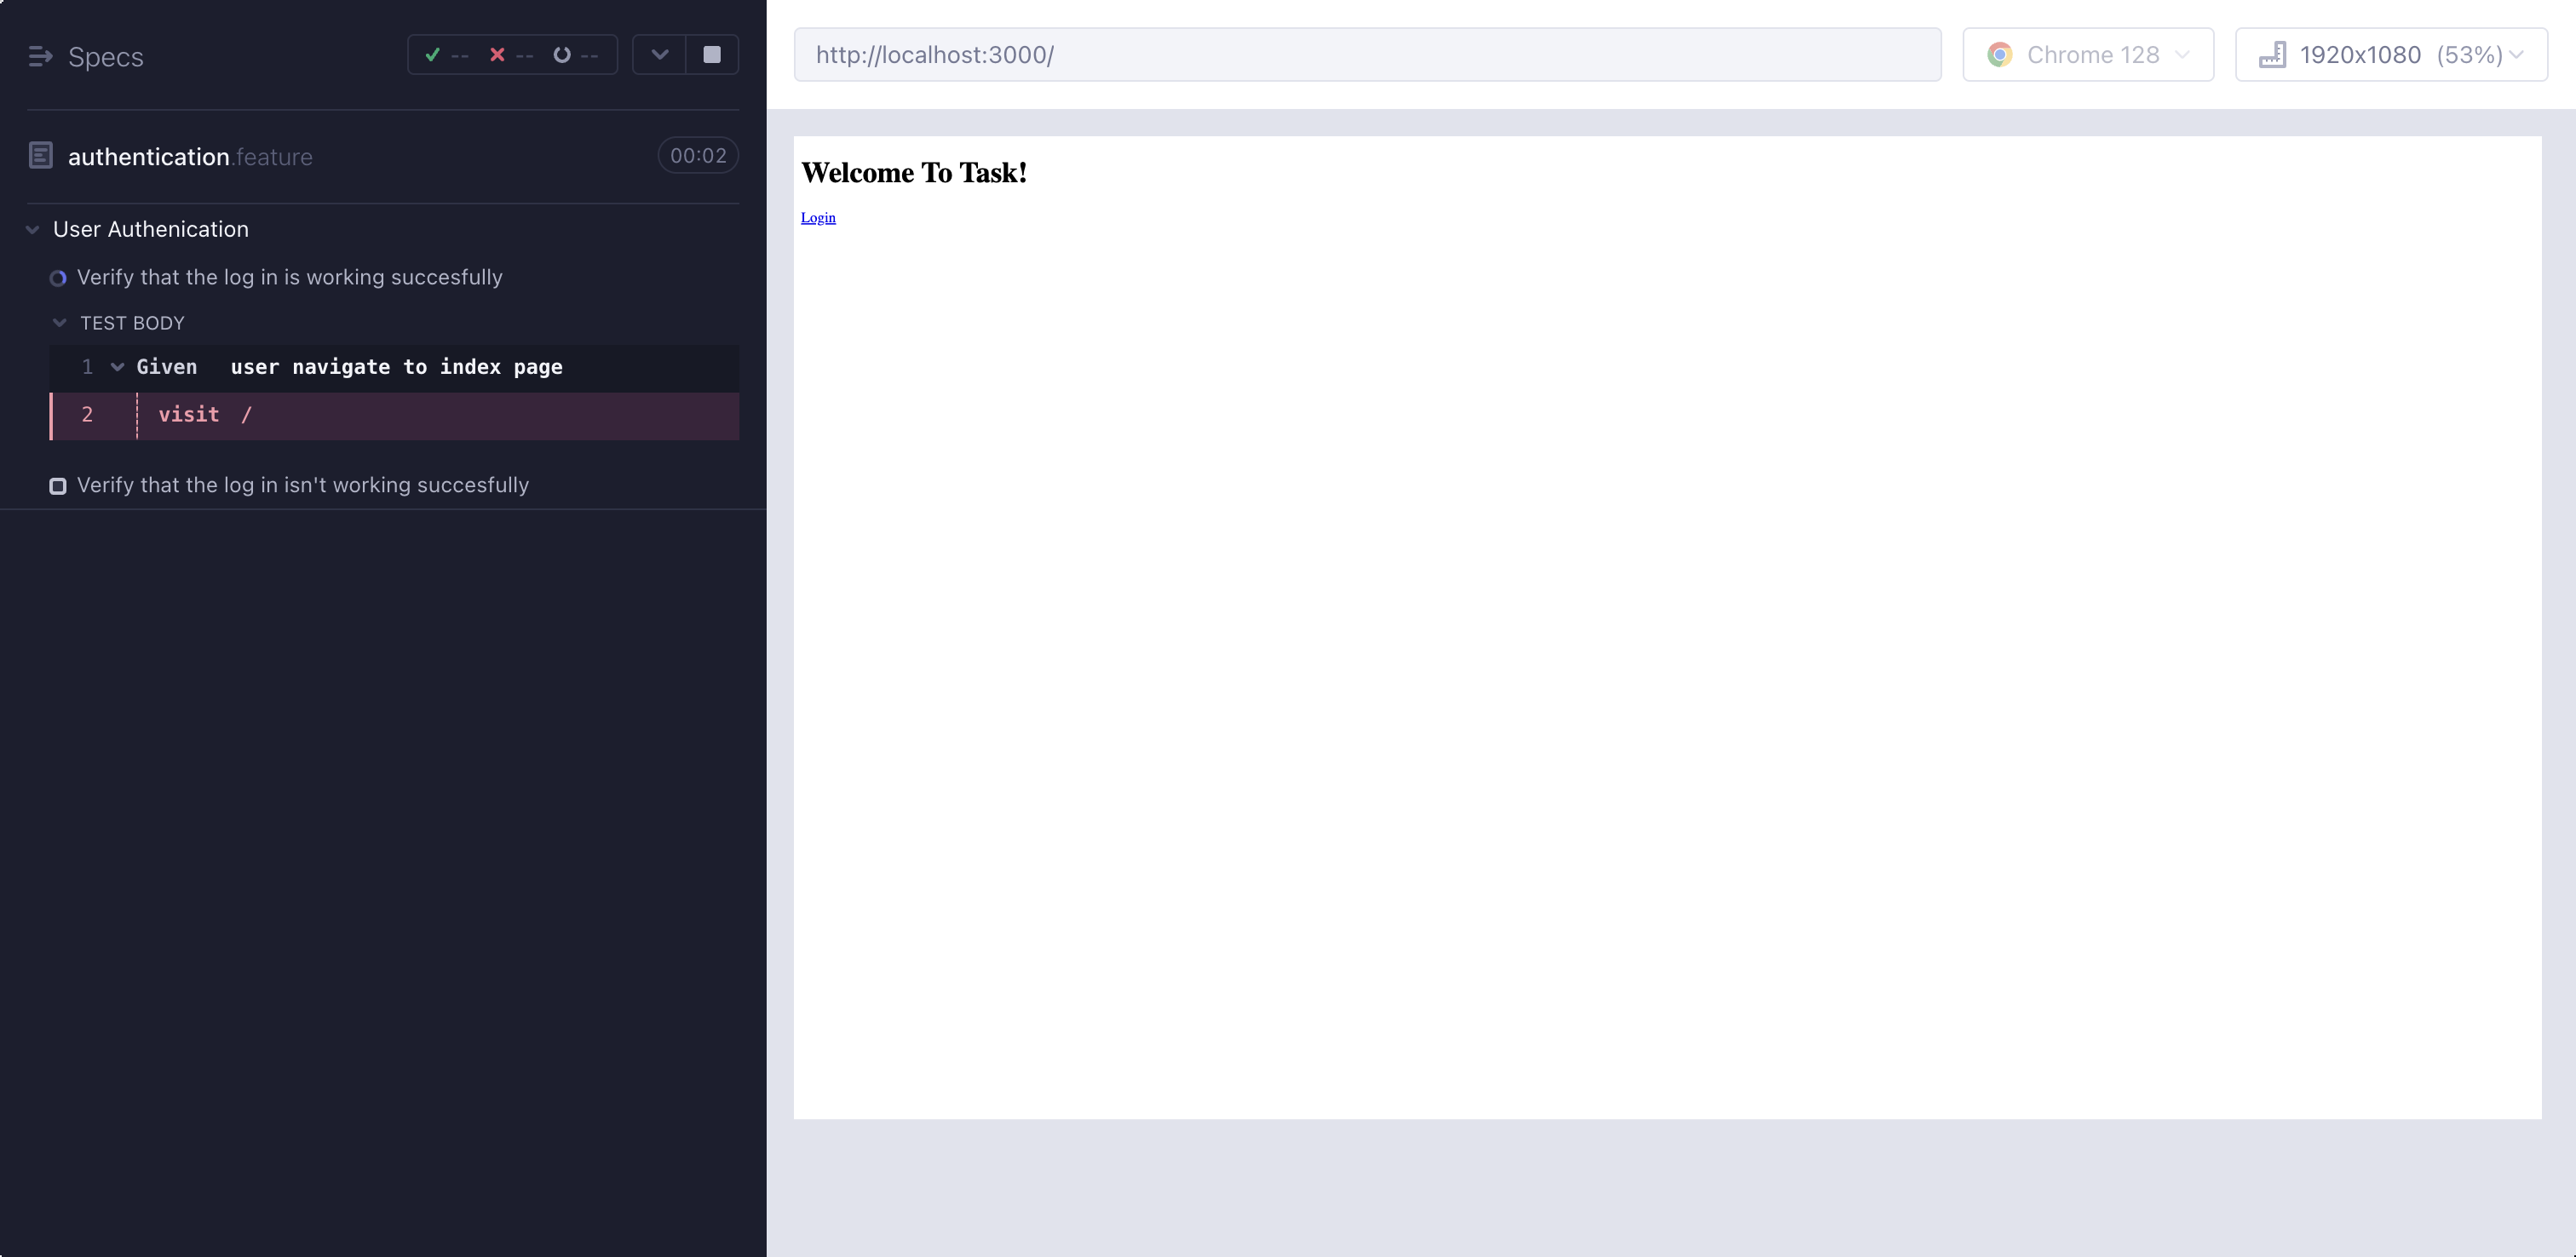 Specs
-- -- --
authentication.feature
00:02
User Authenication
Verify that the log in is working succesfully
TEST BODY
1 Given user navigate to index page
2 visit /
Verify that the log in isn't working succesfully
http://localhost:3000/
Chrome 128
1920x1080 (53%)
Welcome To Task!
Login